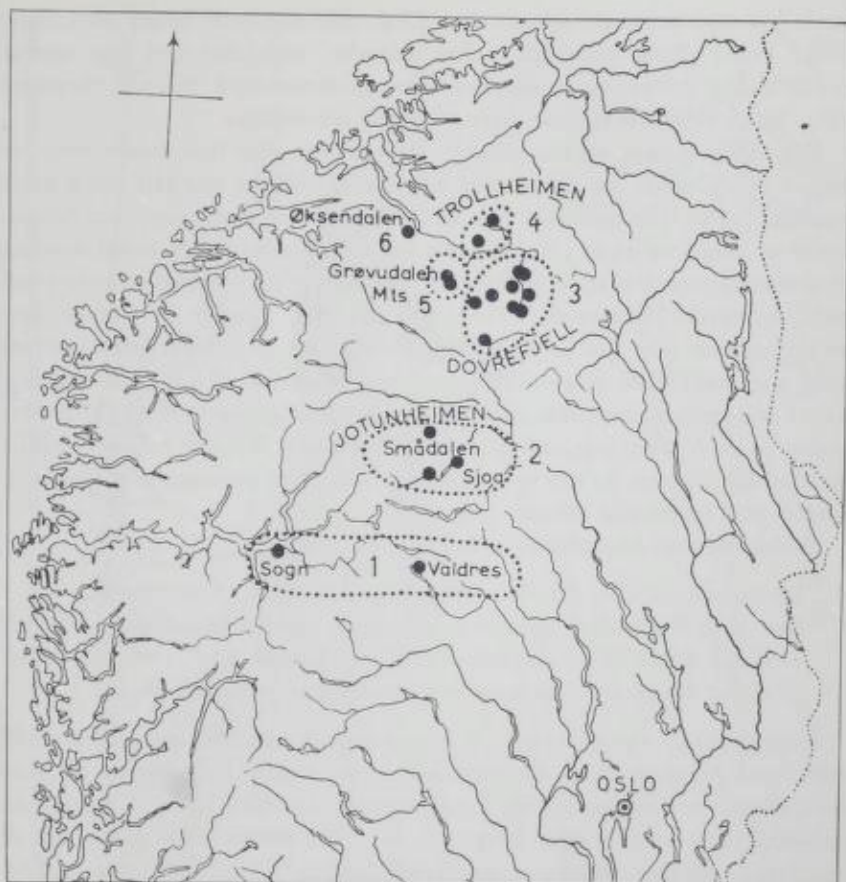 TROLLHEIMEN
4
Øksendalen
6
Grøvudalen
Mts
5
3
DOVREFJELL
JOTUNHEIMEN
Smådalen
2
Sjoa
Sogn
1
Valdres
OSLO